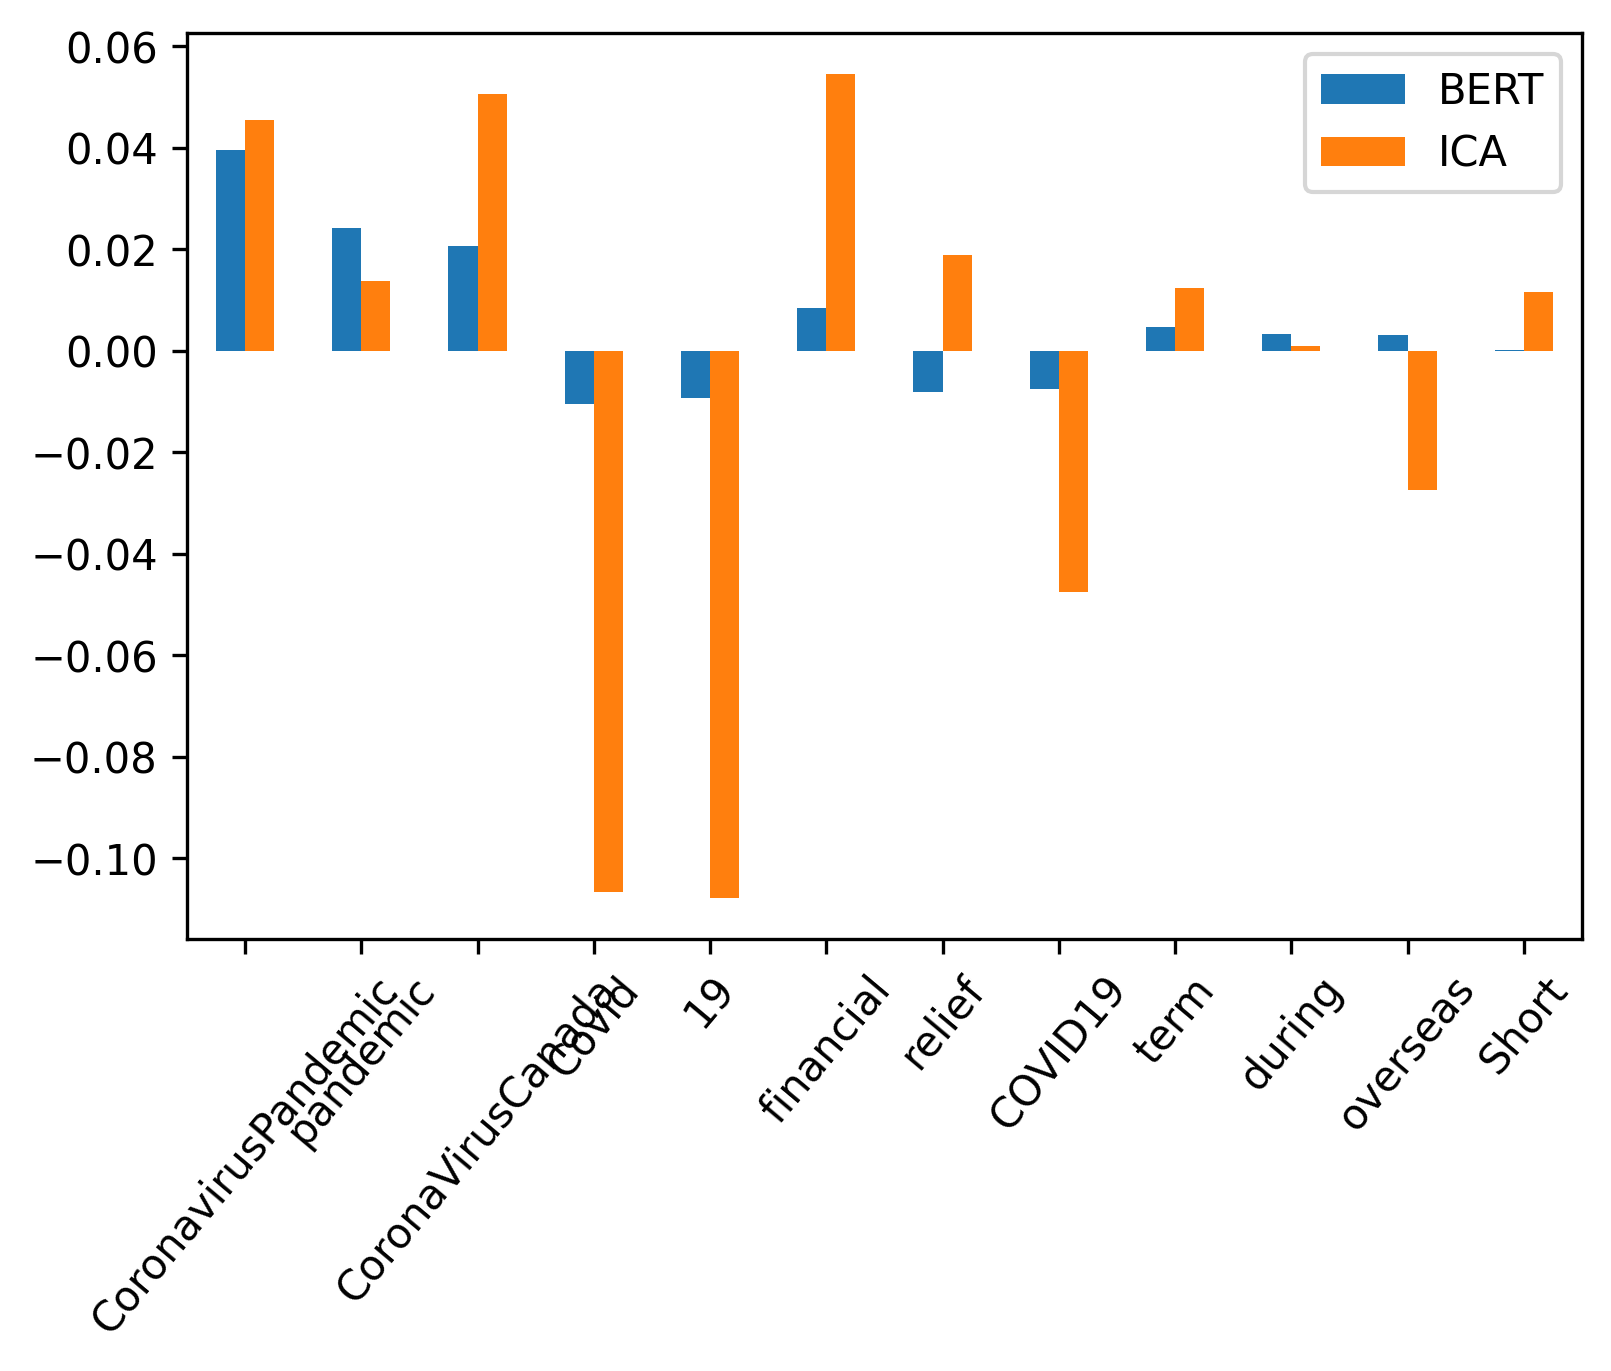 0.06
0.04
0.02
0.00
−0.02
−0.04
−0.06
−0.08
−0.10
BERT
ICA
CoronavirusPandemic
pandemic
CoronaVirusCanada
Covid
19
financial
relief
COVID19
term
during
overseas
Short